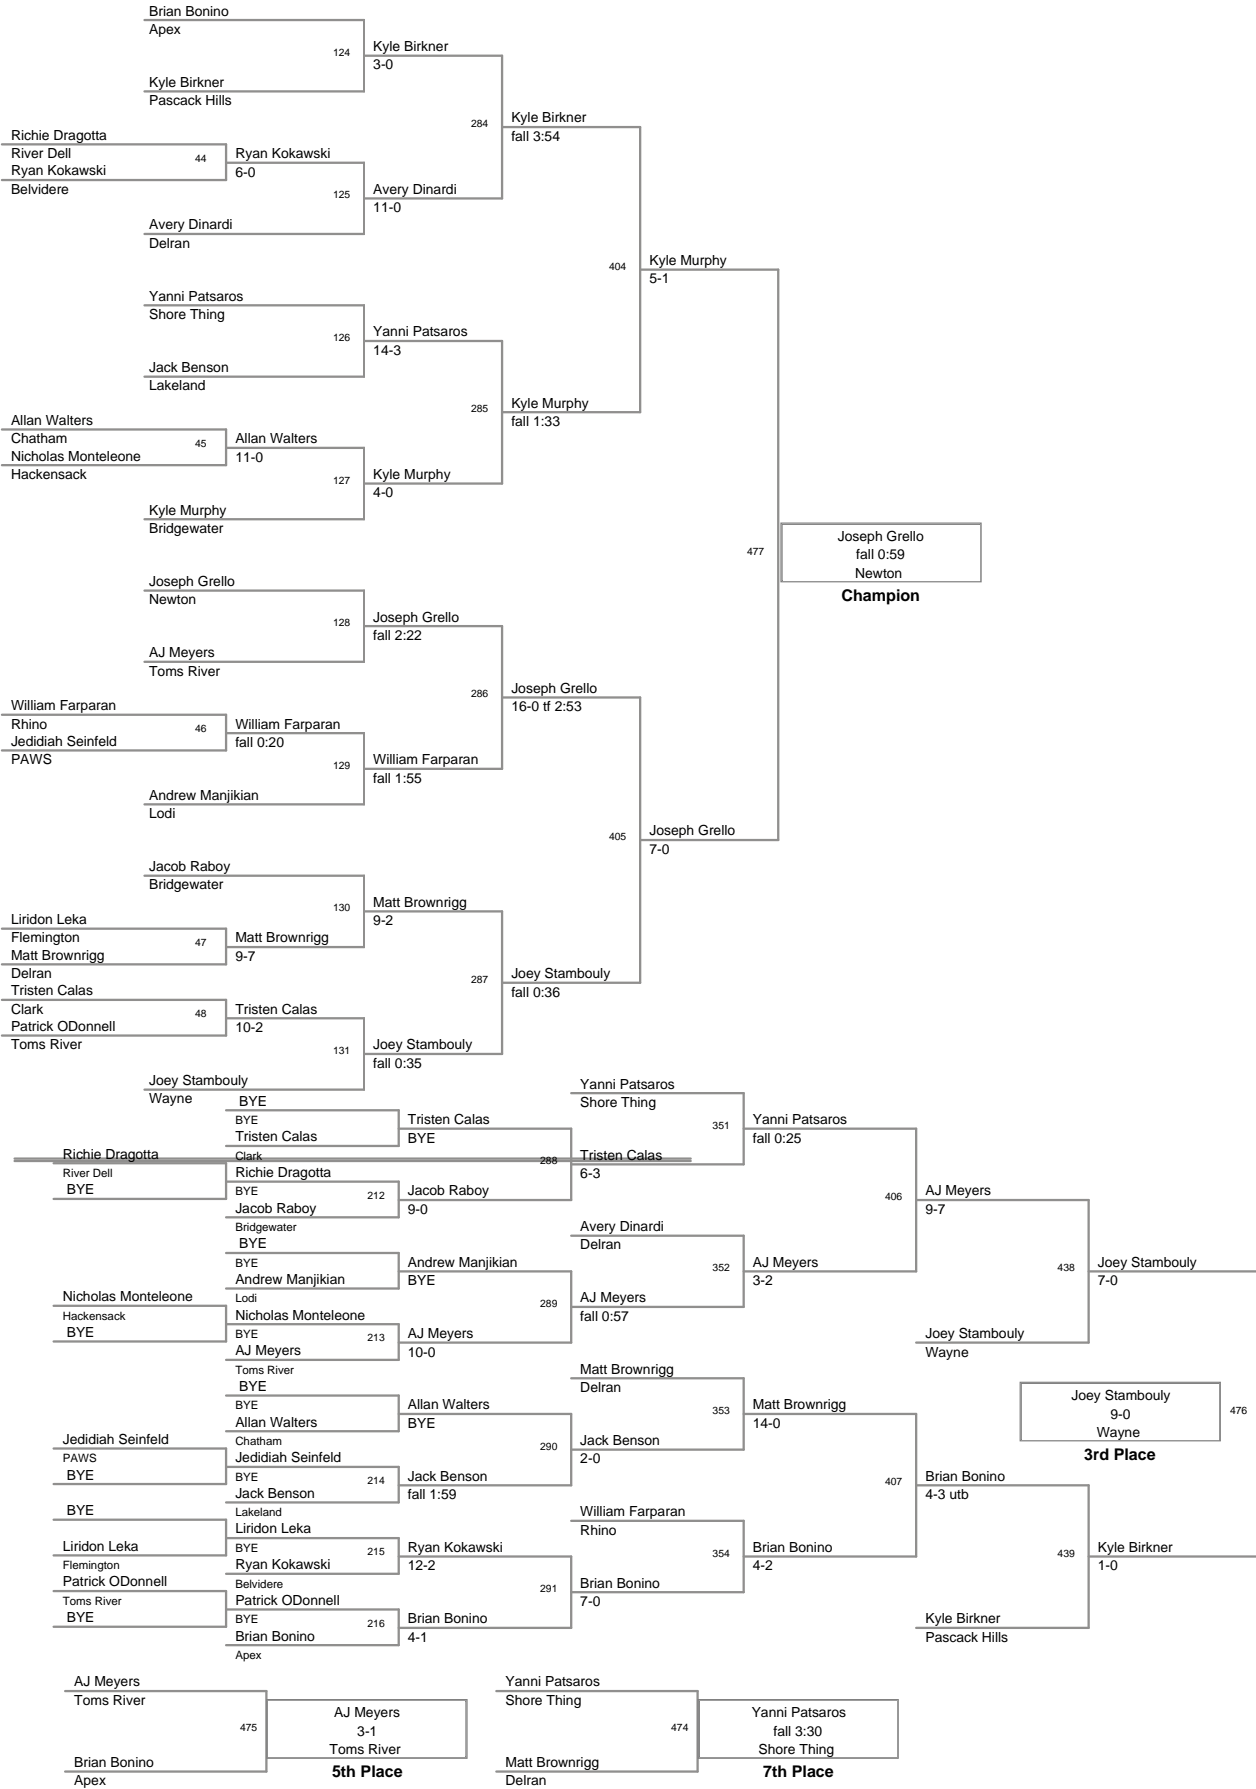 Brian Bonino
Apex
124
Kyle Birkner
3-0
Kyle Birkner
Pascack Hills
284
Kyle Birkner
fall 3:54
Richie Dragotta
River Dell
44
Ryan Kokawski
Belvidere
Ryan Kokawski
6-0
125
Avery Dinardi
11-0
Avery Dinardi
Delran
404
Kyle Murphy
5-1
Yanni Patsaros
Shore Thing
126
Yanni Patsaros
14-3
Jack Benson
Lakeland
285
Kyle Murphy
fall 1:33
Allan Walters
Chatham
45
Nicholas Monteleone
Hackensack
Allan Walters
11-0
127
Kyle Murphy
4-0
Kyle Murphy
Bridgewater
477
Joseph Grello
fall 0:59
Newton
Champion
Joseph Grello
Newton
128
Joseph Grello
fall 2:22
AJ Meyers
Toms River
286
Joseph Grello
16-0 tf 2:53
William Farparan
Rhino
46
Jedidiah Seinfeld
PAWS
William Farparan
fall 0:20
129
William Farparan
fall 1:55
Andrew Manjikian
Lodi
405
Joseph Grello
7-0
Jacob Raboy
Bridgewater
130
Matt Brownrigg
9-2
Liridon Leka
Flemington
47
Matt Brownrigg
Delran
Matt Brownrigg
9-7
287
Joey Stambouly
fall 0:36
Tristen Calas
Clark
48
Patrick ODonnell
Toms River
Tristen Calas
10-2
131
Joey Stambouly
fall 0:35
Joey Stambouly
Wayne
BYE
BYE
Tristen Calas
Clark
Tristen Calas
BYE
Yanni Patsaros
Shore Thing
351
Yanni Patsaros
fall 0:25
288
Tristen Calas
6-3
Richie Dragotta
River Dell
BYE
Richie Dragotta
BYE
212
Jacob Raboy
Bridgewater
Jacob Raboy
9-0
406
AJ Meyers
9-7
BYE
BYE
Andrew Manjikian
Lodi
Andrew Manjikian
BYE
Avery Dinardi
Delran
352
AJ Meyers
3-2
438
Joey Stambouly
7-0
289
AJ Meyers
fall 0:57
Nicholas Monteleone
Hackensack
BYE
Nicholas Monteleone
BYE
213
AJ Meyers
Toms River
AJ Meyers
10-0
Joey Stambouly
Wayne
BYE
BYE
Allan Walters
Chatham
Allan Walters
BYE
Matt Brownrigg
Delran
353
Matt Brownrigg
14-0
Joey Stambouly
9-0
Wayne
476
3rd Place
290
Jack Benson
2-0
Jedidiah Seinfeld
PAWS
BYE
Jedidiah Seinfeld
BYE
214
Jack Benson
Lakeland
Jack Benson
fall 1:59
407
Brian Bonino
4-3 utb
BYE
Liridon Leka
Flemington
Liridon Leka
BYE
215
Ryan Kokawski
Belvidere
Ryan Kokawski
12-2
William Farparan
Rhino
354
Brian Bonino
4-2
439
Kyle Birkner
1-0
291
Brian Bonino
7-0
Patrick ODonnell
Toms River
BYE
Patrick ODonnell
BYE
216
Brian Bonino
Apex
Brian Bonino
4-1
Kyle Birkner
Pascack Hills
AJ Meyers
Toms River
475
Brian Bonino
Apex
AJ Meyers
3-1
Toms River
5th Place
Yanni Patsaros
Shore Thing
474
Matt Brownrigg
Delran
Yanni Patsaros
fall 3:30
Shore Thing
7th Place